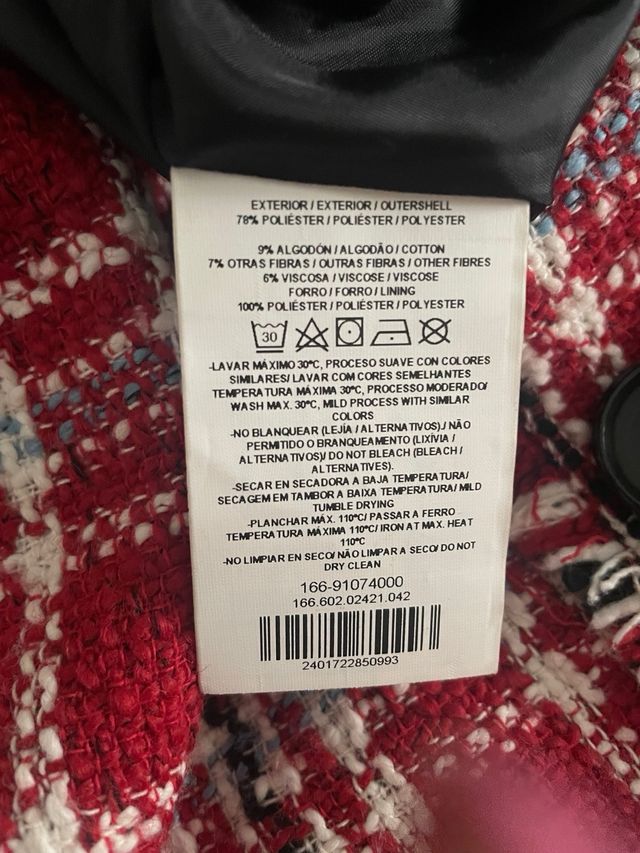 EXTERIOR / EXTERIOR / OUTERSHELL
78% POLIÉSTER / POLIÉSTER / POLYESTER
9% ALGODÓN / ALGODÃO / COTTON
7% OTRAS FIBRAS / OUTRAS FIBRAS / OTHER FIBRES
6% VISCOSA / VISCOSE / VISCOSE
FORRO / FORRO / LINING
100% POLIÉSTER / POLIÉSTER / POLYESTER
30
-LAVAR MÁXIMO 30ºC, PROCESO SUAVE CON COLORES
SIMILARES/ LAVAR COM CORES SEMELHANTES
TEMPERATURA MÁXIMA 30ºC, PROCESSO MODERADO/
WASH MAX. 30ºC, MILD PROCESS WITH SIMILAR
COLORS
-NO BLANQUEAR (LEJÍA / ALTERNATIVOS)./ NÃO
PERMITIDO O BRANQUEAMENTO (LIXÍVIA /
ALTERNATIVOS)/ DO NOT BLEACH (BLEACH /
ALTERNATIVES).
-SECAR EN SECADORA A BAJA TEMPERATURA/
SECAGEM EM TAMBOR A BAIXA TEMPERATURA/ MILD
TUMBLE DRYING
-PLANCHAR MÁX. 110ºC/ PASSAR A FERRO
TEMPERATURA MÁXIMA 110ºC/ IRON AT MAX. HEAT
110ºC
-NO LIMPIAR EN SECO/ NÃO LIMPAR A SECO/ DO NOT
DRY CLEAN
166-91074000
166.602.02421.042
2401722850993